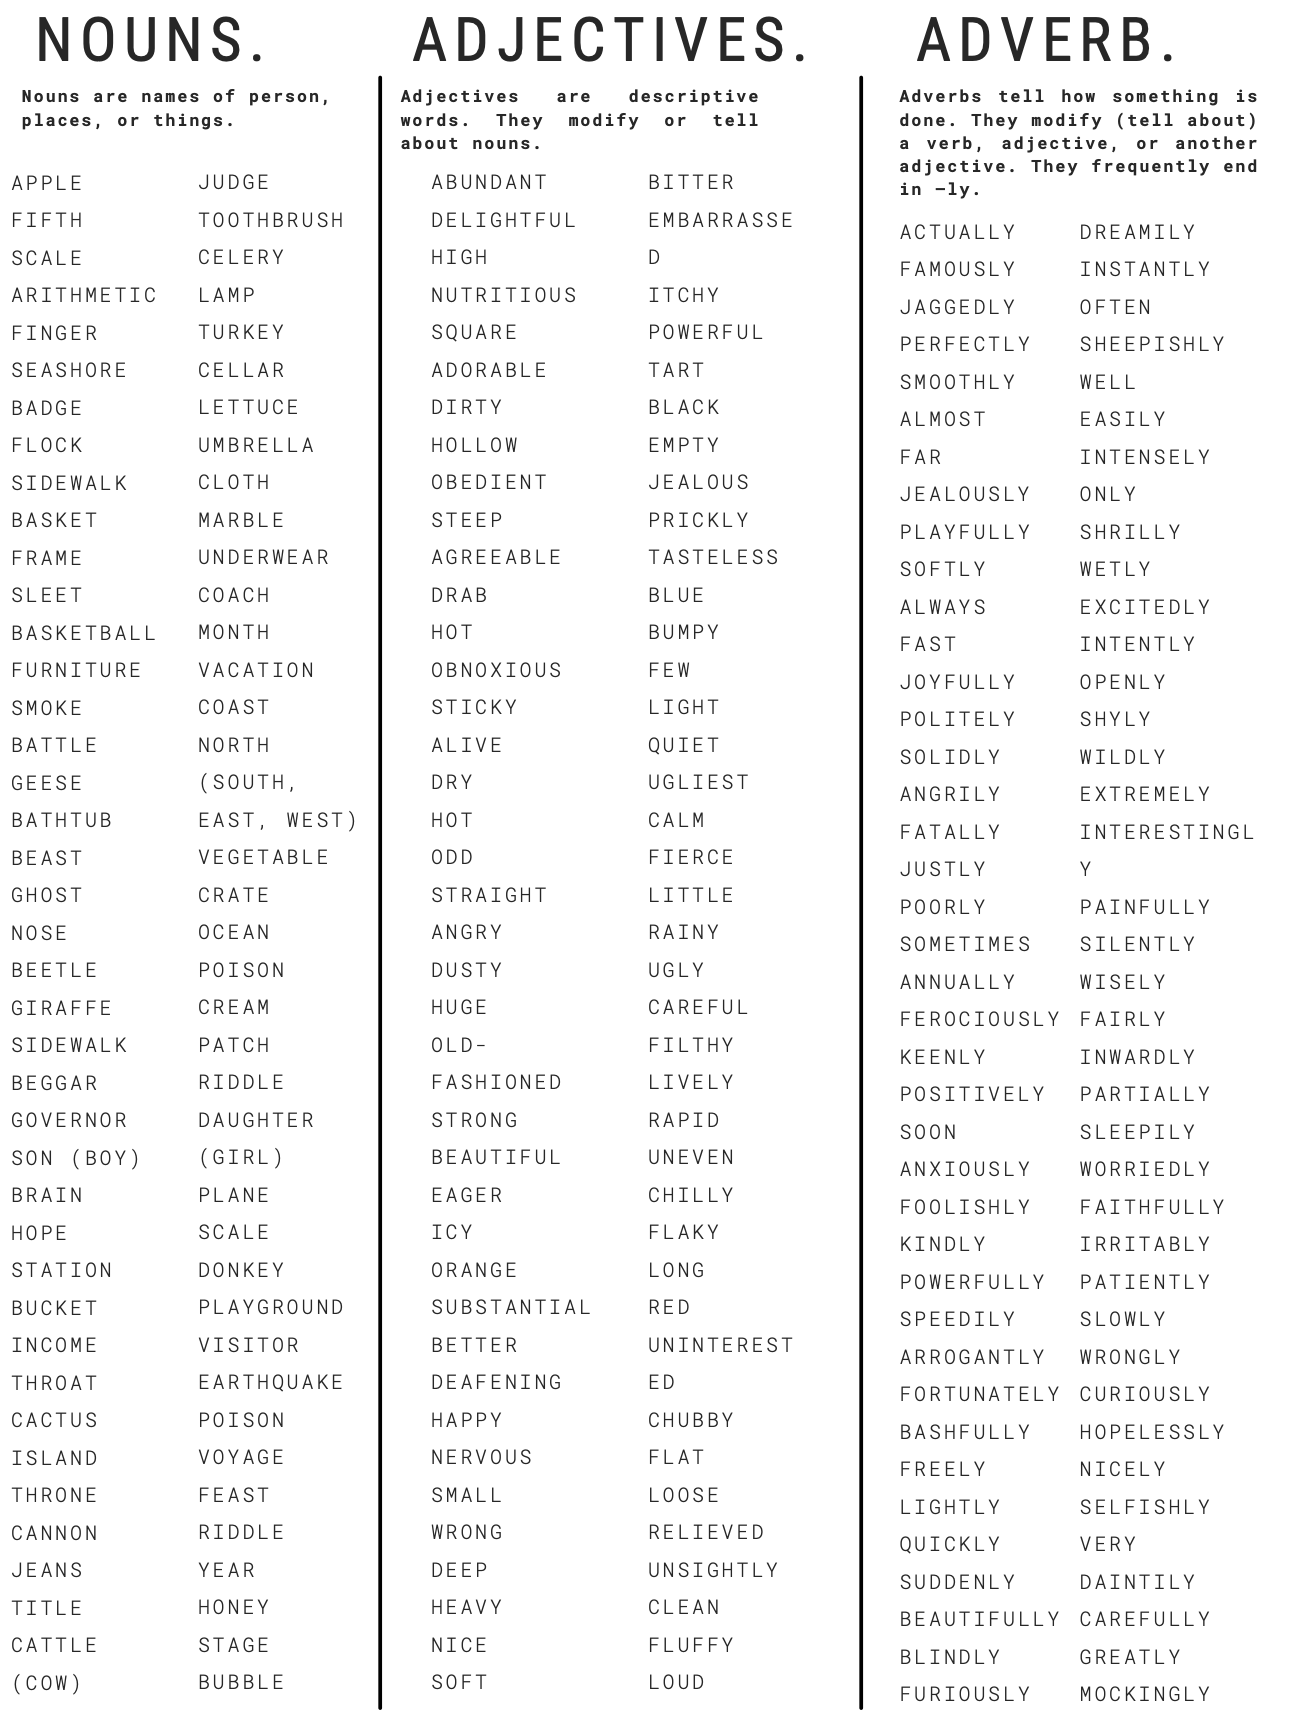 NOUNS.
Nouns are names of person,
places, or things.
APPLE
FIFTH
SCALE
ARITHMETIC
FINGER
SEASHORE
BADGE
FLOCK
SIDEWALK
BASKET
FRAME
SLEET
BASKETBALL
FURNITURE
SMOKE
BATTLE
GEESE
BATHTUB
BEAST
GHOST
NOSE
BEETLE
GIRAFFE
SIDEWALK
BEGGAR
GOVERNOR
SON (BOY)
BRAIN
HOPE
STATION
BUCKET
INCOME
THROAT
CACTUS
ISLAND
THRONE
CANNON
JEANS
TITLE
CATTLE
(COW)
JUDGE
TOOTHBRUSH
CELERY
LAMP
TURKEY
CELLAR
LETTUCE
UMBRELLA
CLOTH
MARBLE
UNDERWEAR
COACH
MONTH
VACATION
COAST
NORTH
(SOUTH,
EAST, WEST)
VEGETABLE
CRATE
OCEAN
POISON
CREAM
PATCH
RIDDLE
DAUGHTER
(GIRL)
PLANE
SCALE
DONKEY
PLAYGROUND
VISITOR
EARTHQUAKE
POISON
VOYAGE
FEAST
RIDDLE
YEAR
HONEY
STAGE
BUBBLE
ADJECTIVES.
Adjectives are descriptive
words. They modify or tell
about nouns.
ABUNDANT
DELIGHTFUL
HIGH
NUTRITIOUS
SQUARE
ADORABLE
DIRTY
HOLLOW
OBEDIENT
STEEP
AGREEABLE
DRAB
HOT
OBNOXIOUS
STICKY
ALIVE
DRY
HOT
ODD
STRAIGHT
ANGRY
DUSTY
HUGE
OLD-
FASHIONED
STRONG
BEAUTIFUL
EAGER
ICY
ORANGE
SUBSTANTIAL
BETTER
DEAFENING
HAPPY
NERVOUS
SMALL
WRONG
DEEP
HEAVY
NICE
SOFT
BITTER
EMBARRASSE
D
ITCHY
POWERFUL
TART
BLACK
EMPTY
JEALOUS
PRICKLY
TASTELESS
BLUE
BUMPY
FEW
LIGHT
QUIET
UGLIEST
CALM
FIERCE
LITTLE
RAINY
UGLY
CAREFUL
FILTHY
LIVELY
RAPID
UNEVEN
CHILLY
FLAKY
LONG
RED
UNINTEREST
ED
CHUBBY
FLAT
LOOSE
RELIEVED
UNSIGHTLY
CLEAN
FLUFFY
LOUD
ADVERB.
Adverbs tell how something is
done. They modify (tell about)
a verb, adjective, or another
adjective. They frequently end
in –ly.
ACTUALLY
FAMOUSLY
JAGGEDLY
PERFECTLY
SMOOTHLY
ALMOST
FAR
JEALOUSLY
PLAYFULLY
SOFTLY
ALWAYS
FAST
JOYFULLY
POLITELY
SOLIDLY
ANGRILY
FATALLY
JUSTLY
POORLY
SOMETIMES
ANNUALLY
FEROCIOUSLY
KEENLY
POSITIVELY
SOON
ANXIOUSLY
FOOLISHLY
KINDLY
POWERFULLY
SPEEDILY
ARROGANTLY
FORTUNATELY
BASHFULLY
FREELY
LIGHTLY
QUICKLY
SUDDENLY
BEAUTIFULLY
BLINDLY
FURIOUSLY
DREAMILY
INSTANTLY
OFTEN
SHEEPISHLY
WELL
EASILY
INTENSELY
ONLY
SHRILLY
WETLY
EXCITEDLY
INTENTLY
OPENLY
SHYLY
WILDLY
EXTREMELY
INTERESTINGL
Y
PAINFULLY
SILENTLY
WISELY
FAIRLY
INWARDLY
PARTIALLY
SLEEPILY
WORRIEDLY
FAITHFULLY
IRRITABLY
PATIENTLY
SLOWLY
WRONGLY
CURIOUSLY
HOPELESSLY
NICELY
SELFISHLY
VERY
DAINTILY
CAREFULLY
GREATLY
MOCKINGLY